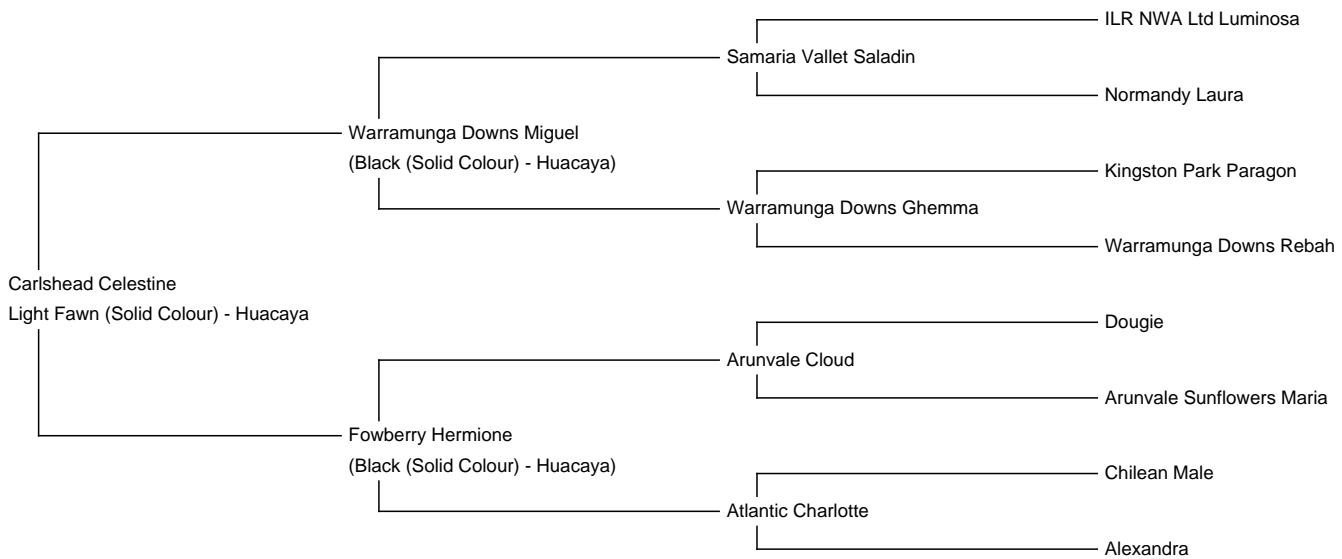 ILR NWA Ltd Luminosa
Samaria Vallet Saladin
Normandy Laura
Warramunga Downs Miguel
(Black (Solid Colour) - Huacaya)
Kingston Park Paragon
Warramunga Downs Ghemma
Warramunga Downs Rebah
Carlshead Celestine
Light Fawn (Solid Colour) - Huacaya
Dougie
Arunvale Cloud
Arunvale Sunflowers Maria
Fowberry Hermione
(Black (Solid Colour) - Huacaya)
Chilean Male
Atlantic Charlotte
Alexandra